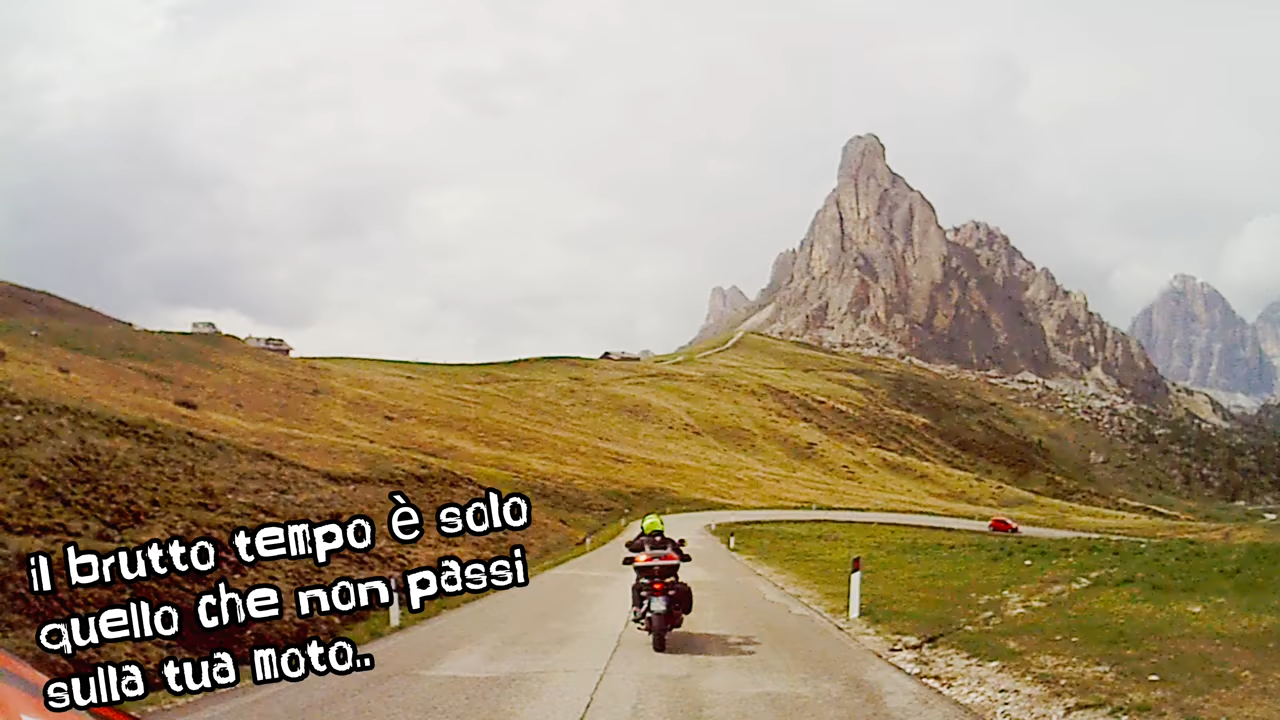 il brutto tempo è solo
quello che non passi
sulla tua moto..